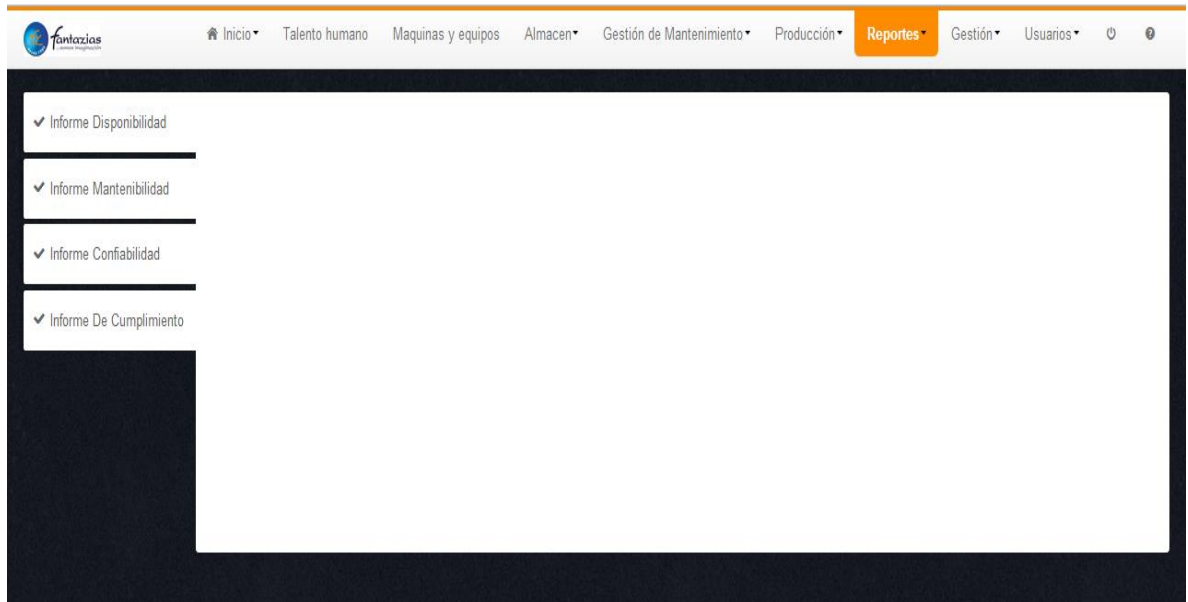 fantazias
Inicio Talento humano Maquinas y equipos Almacen Gestión de Mantenimiento Producción Reportes Gestión Usuarios
Informe Disponibilidad
Informe Mantenibilidad
Informe Confiabilidad
Informe De Cumplimiento